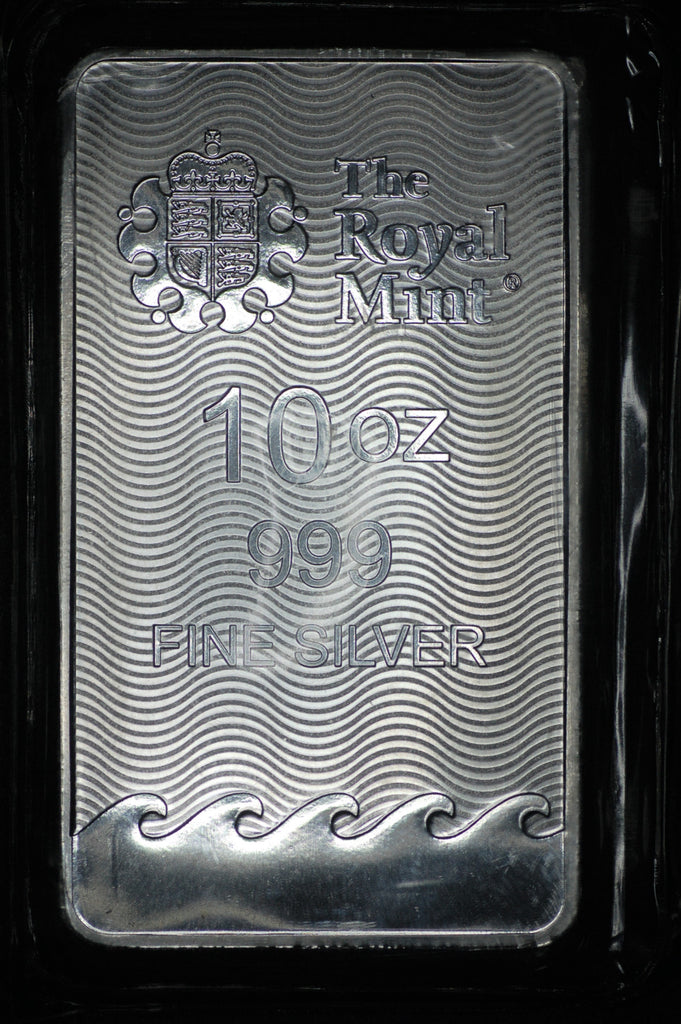 The
Royal
Mint®
10 oz
999
FINE SILVER